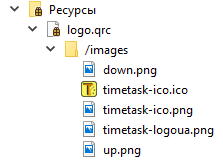 Ресурсы
logo.qrc
/images
down.png
timetask-ico.ico
timetask-ico.png
timetask-logoua.png
up.png